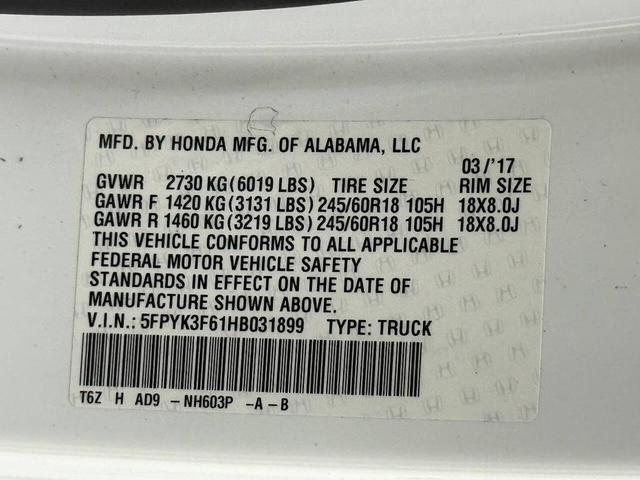 MFD. BY HONDA MFG. OF ALABAMA, LLC
03/'17
GVWR 2730 KG(6019 LBS) TIRE SIZE RIM SIZE
GAWR F 1420 KG(3131 LBS)245/60R18 105H 18X8.0J
GAWR R 1460 KG(3219 LBS)245/60R18 105H 18X8.0J
THIS VEHICLE CONFORMS TO ALL APPLICABLE
FEDERAL MOTOR VEHICLE SAFETY
STANDARDS IN EFFECT ON THE DATE OF
MANUFACTURE SHOWN ABOVE.
V.I.N.: 5FPYK3F61HB031899 TYPE: TRUCK
T6Z H AD9 -NH603P -A-B